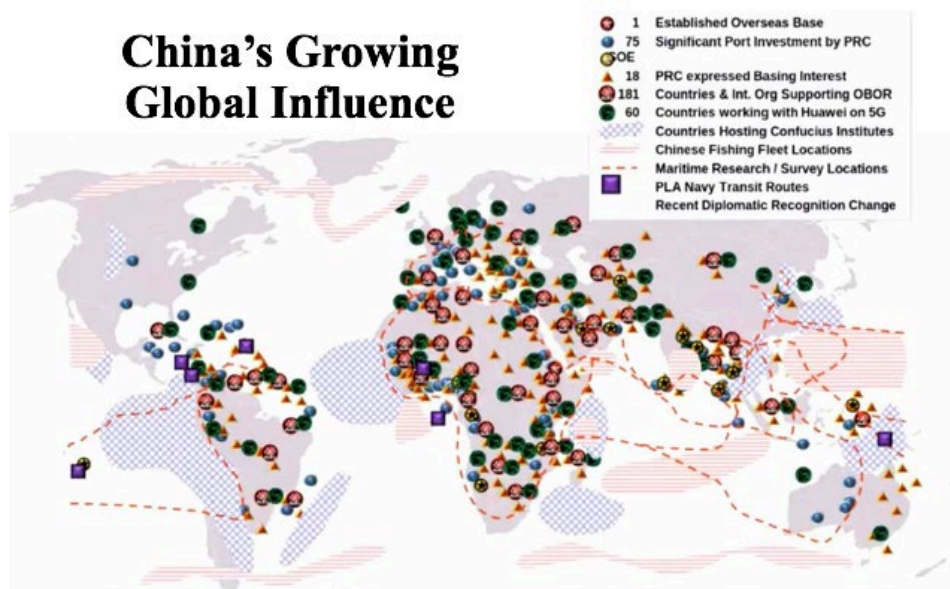 China's Growing
Global Influence
1 Established Overseas Base
75 Significant Port Investment by PRC
SOE
18 PRC expressed Basing Interest
181 Countries & Int. Org Supporting OBOR
60 Countries working with Huawei on 5G
Countries Hosting Confucius Institutes
Chinese Fishing Fleet Locations
Maritime Research / Survey Locations
PLA Navy Transit Routes
Recent Diplomatic Recognition Change